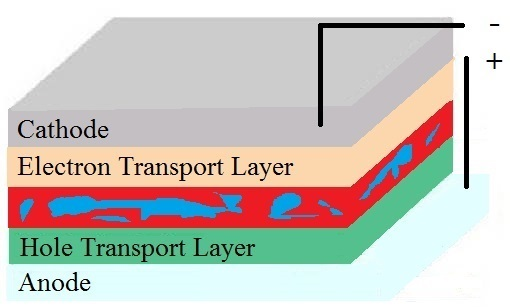 -
+
Cathode
Electron Transport Layer
Hole Transport Layer
Anode